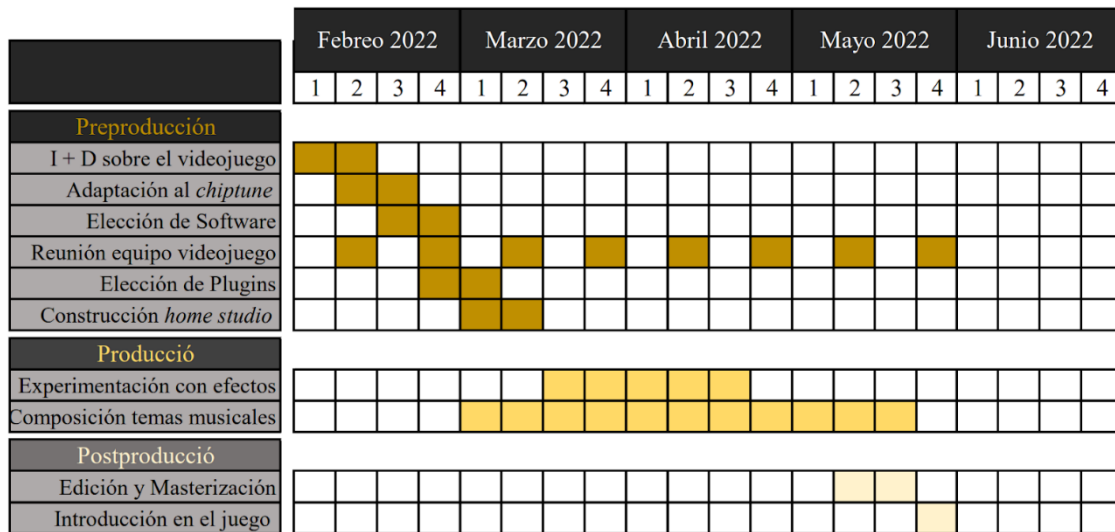 Febreo 2022 Marzo 2022 Abril 2022 Mayo 2022 Junio 2022
1 2 3 4 1 2 3 4 1 2 3 4 1 2 3 4 1 2 3 4
Preproducción
I + D sobre el videojuego
Adaptación al chiptune
Elección de Software
Reunión equipo videojuego
Elección de Plugins
Construcción home studio
Producció
Experimentación con efectos
Composición temas musicales
Postproducció
Edición y Masterización
Introducción en el juego